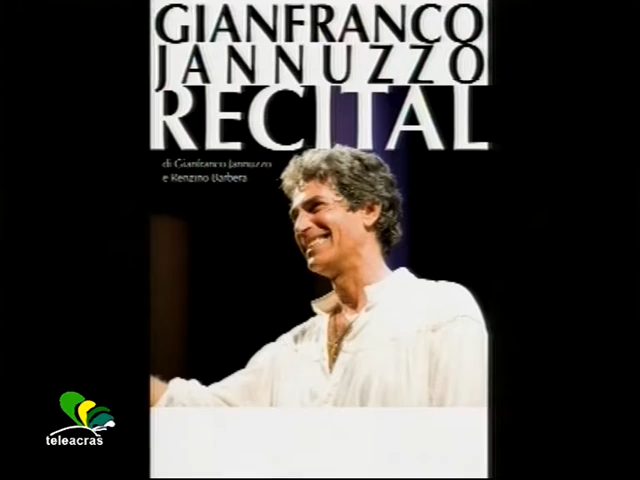 GIANFRANCO
JANNUZZO
RECITAL
di Gianfranco Jannuzzo
e Renzino Barbera
teleacras